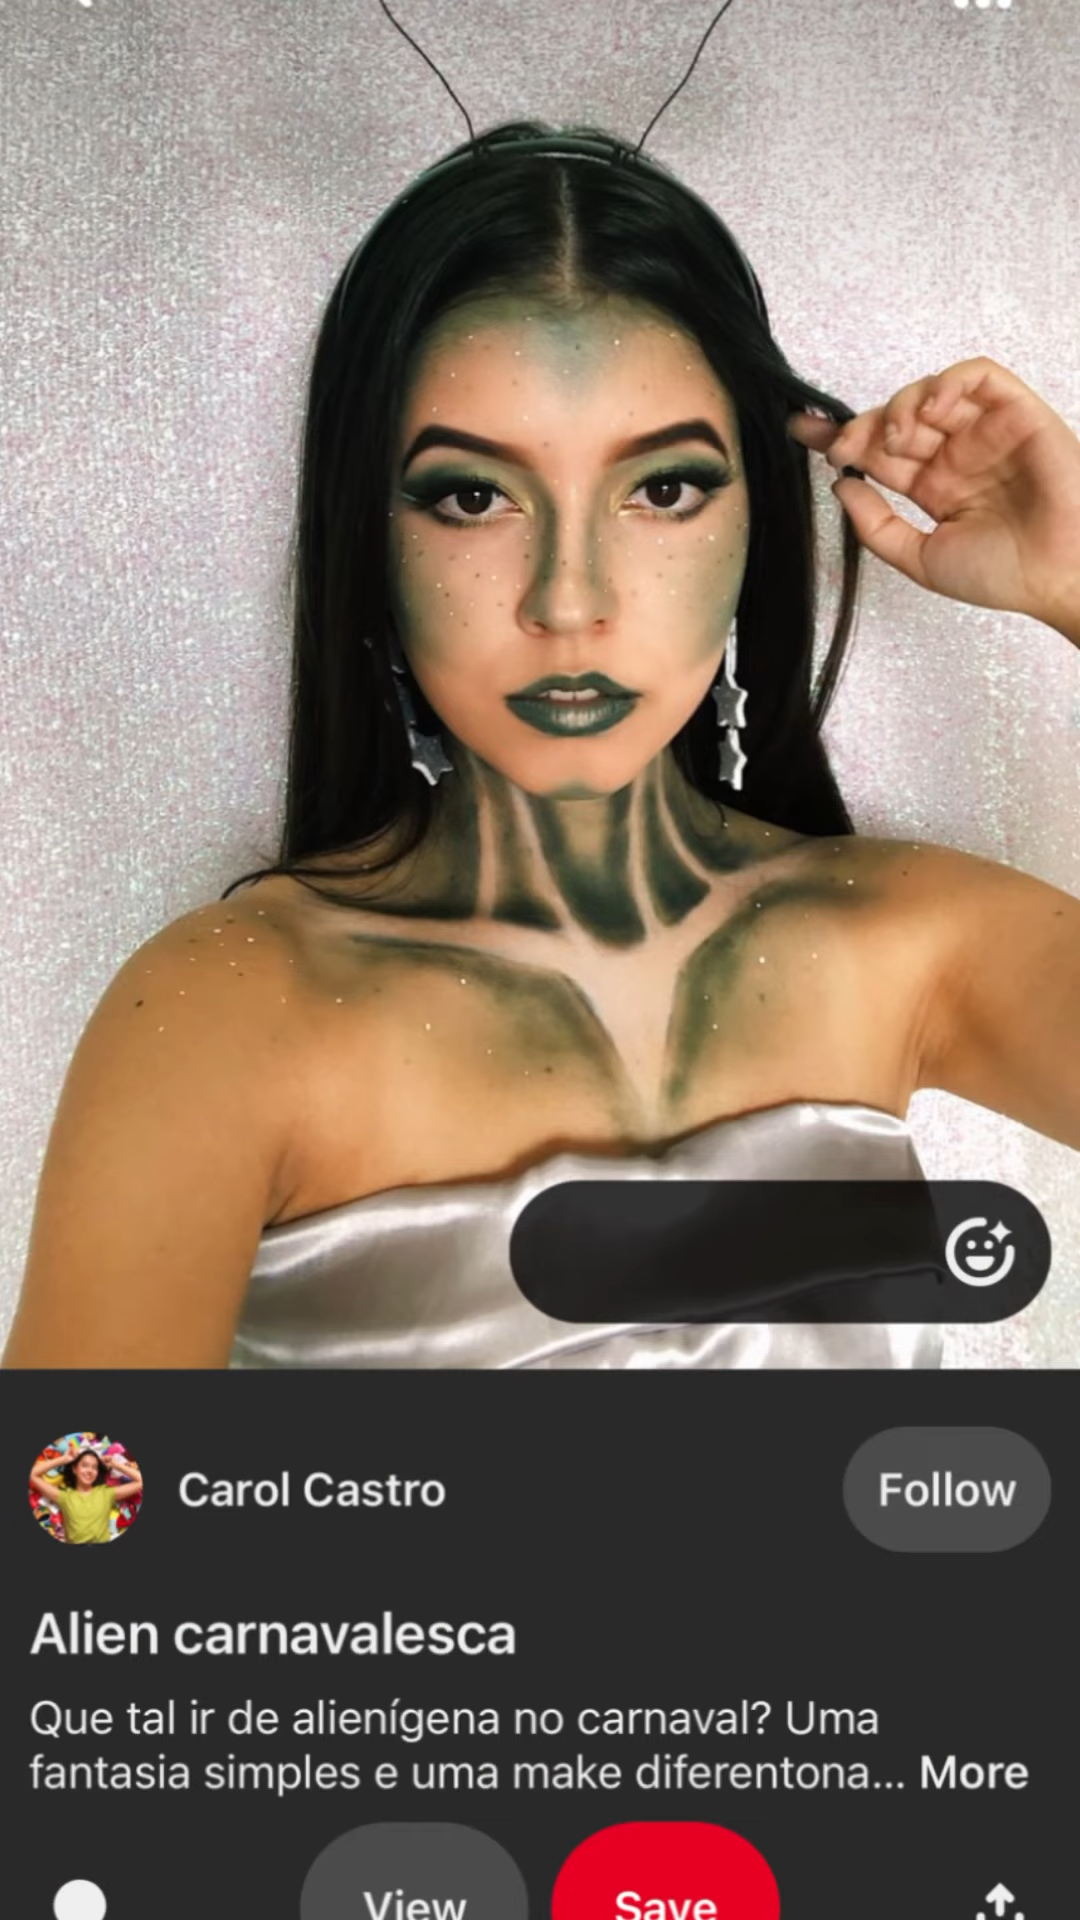 Carol Castro
Follow
Alien carnavalesca
Que tal ir de alienígena no carnaval? Uma
fantasia simples e uma make diferentona... More
View
Save